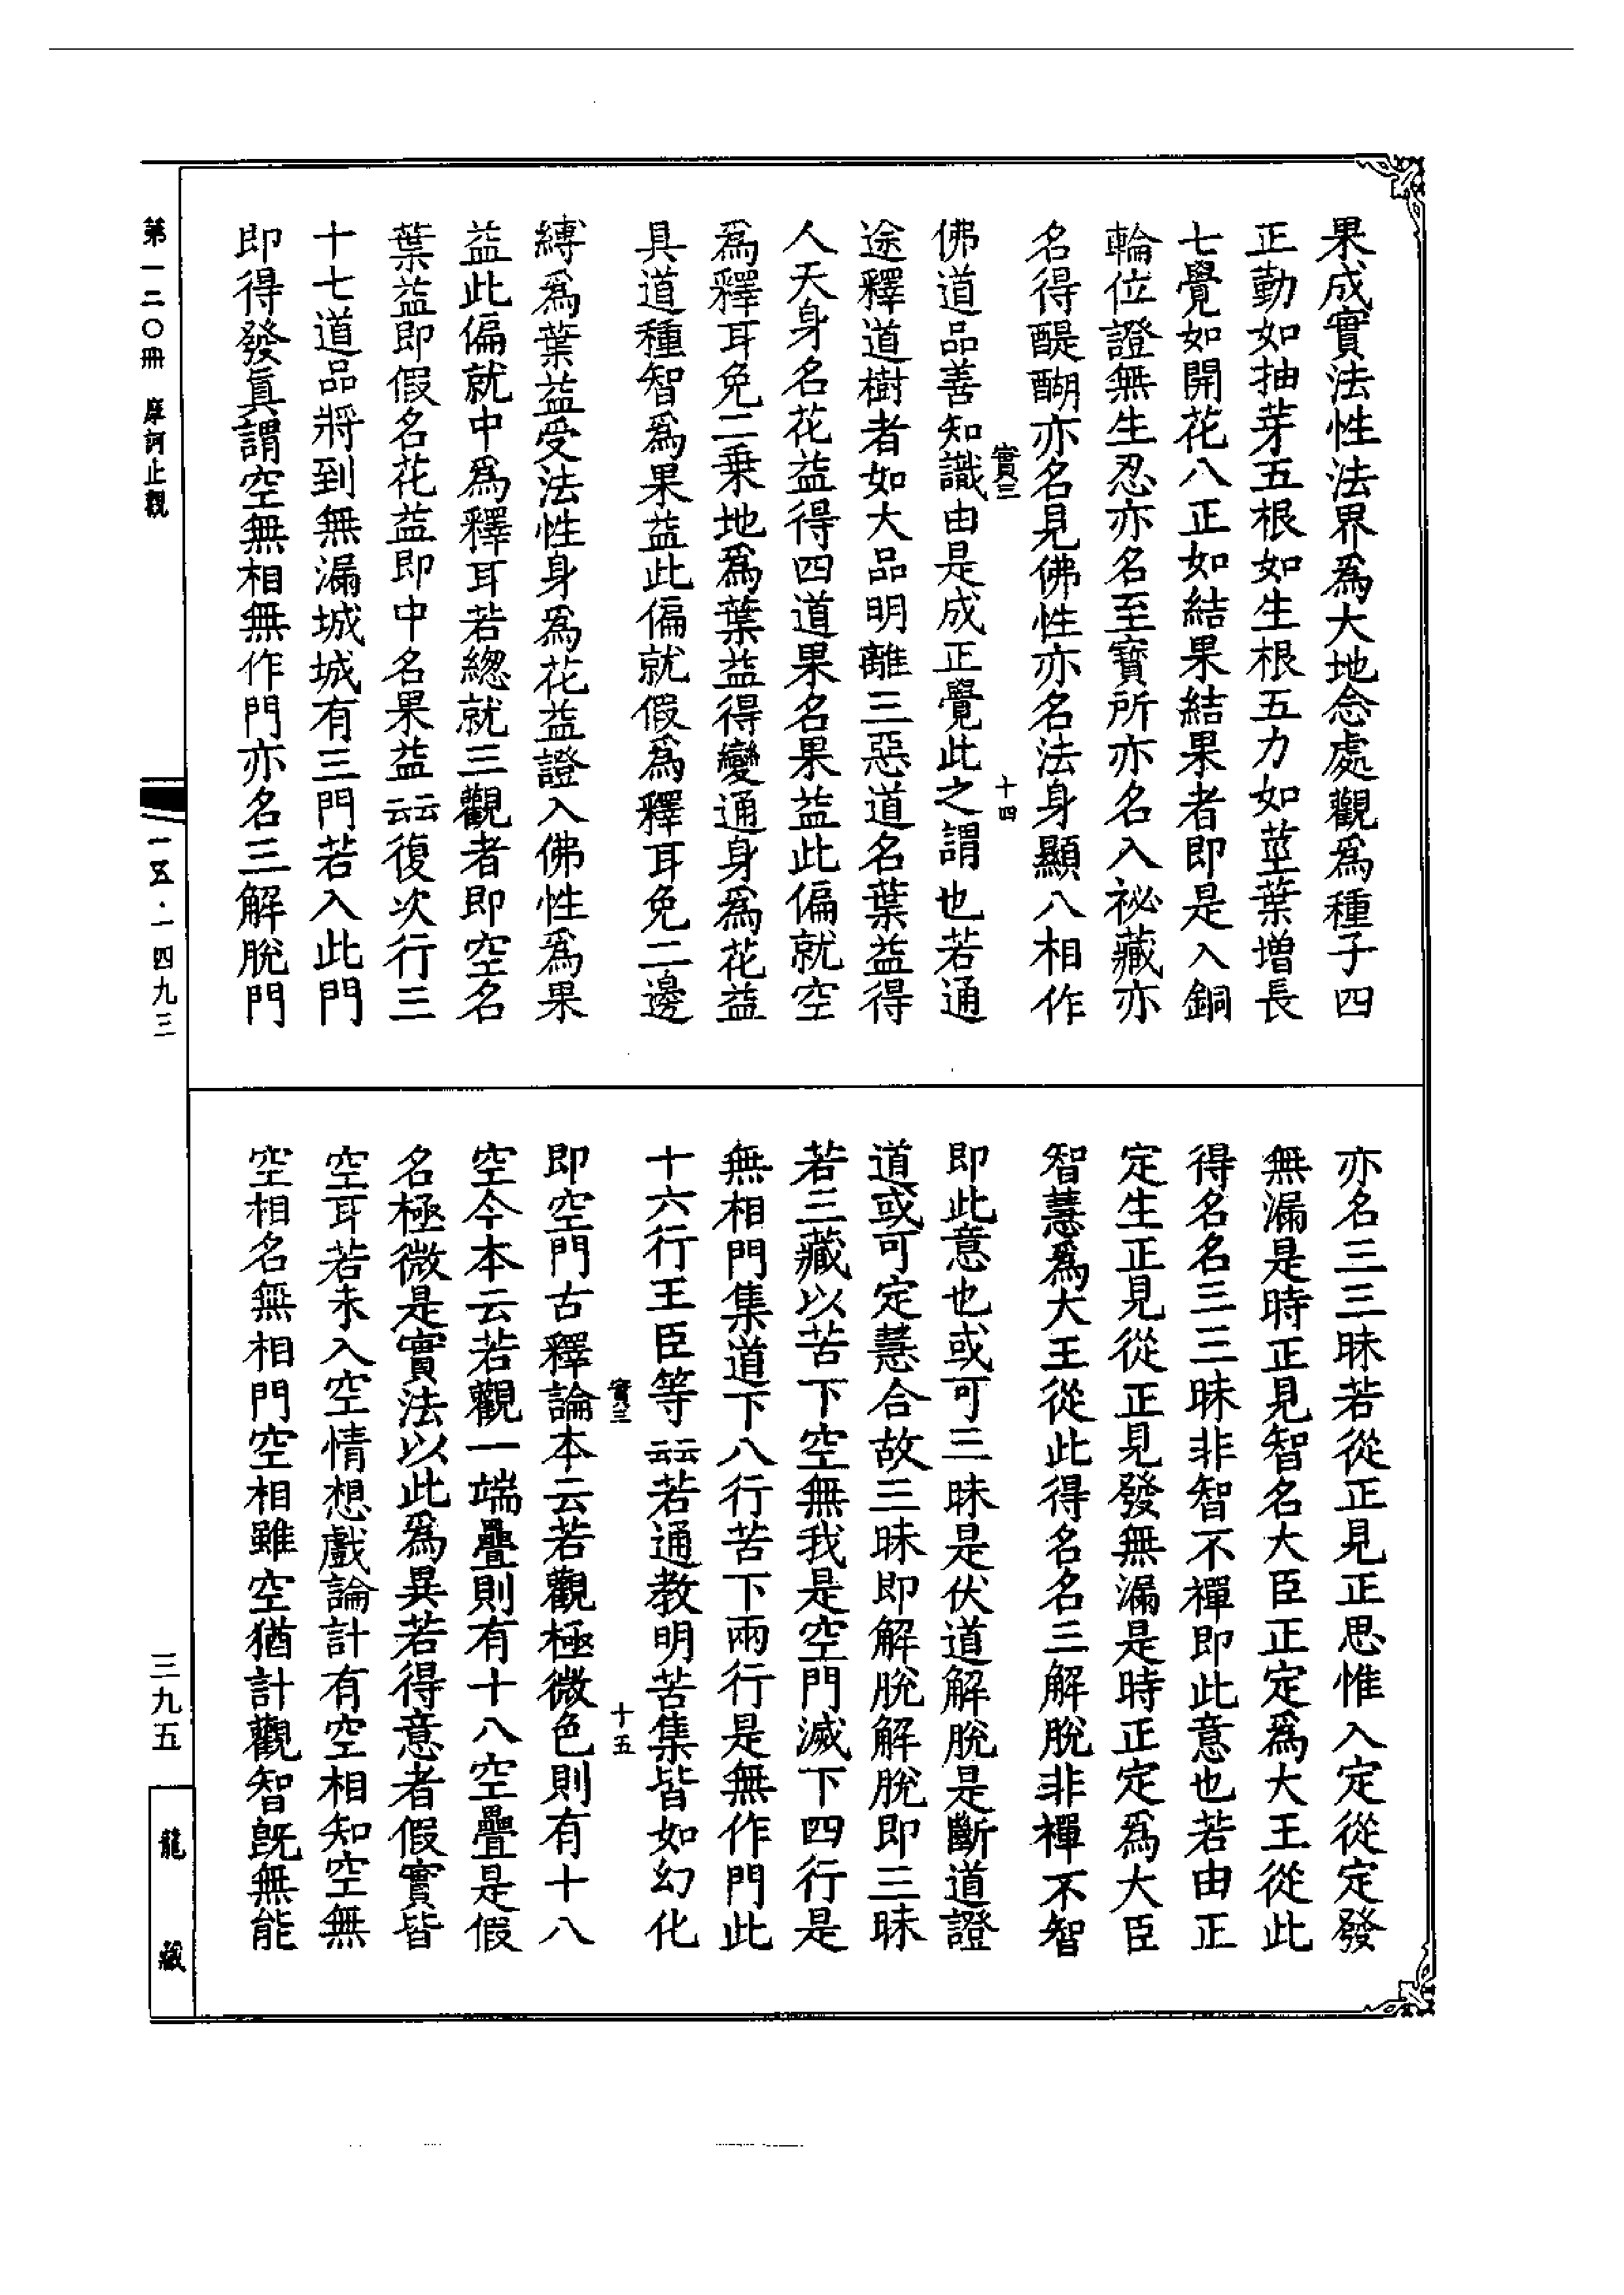 果成實法性法界為大地念處觀為種子四
正勤如抽芽五根如生根五力如莖葉增長
七覺如開花八正如結果結果者即是入銅
輪位證無生忍亦名至寳所亦名入祕藏亦
名得醍醐亦名見佛性亦名法身顯八相作
實三
十四
佛道品善知識由是成正覺此之謂也若通
途釋道樹者如大品明離三惡道名葉益得
人天身名花益得四道果名果益此偏就空
為釋耳免二乗地為葉益得變通身為花益
具道種智為果益此偏就假為釋耳免二邊
縛為葉益受法性身為花益證入佛性為果
益此偏就中為釋耳若緫就三觀者即空名
葉益即假名花益即中名果益云云復次行三
十七道品將到無漏城城有三門若入此門
即得發眞謂空無相無作門亦名三解脫門
亦名三三昧若從正見正思惟入定從定發
無漏是時正見智名大臣正定為大王從此
得名名三三昧非智不禪即此意也若由正
定生正見從正見發無漏是時正定為大臣
智慧為大王從此得名名三解脫非禪不智
即此意也或可三昧是伏道解脫是斷道證
道或可定慧合故三昧即解脫解脫即三昧
若三藏以苦下空無我是空門滅下四行是
無相門集道下八行苦下兩行是無作門此
十六行王臣等云云若通教明苦集皆如幻化
實三
十五
即空門古釋論本云若觀極微色則有十八
空今本云若觀一端疊則有十八空疊是假
名極微是實法以此為異若得意者假實皆
空耳若未入空情想戲論計有空相知空無
空相名無相門空相雖空猶計觀智旣無能
第一二〇冊 摩訶止觀
一五·一四九三
三九五
龍藏